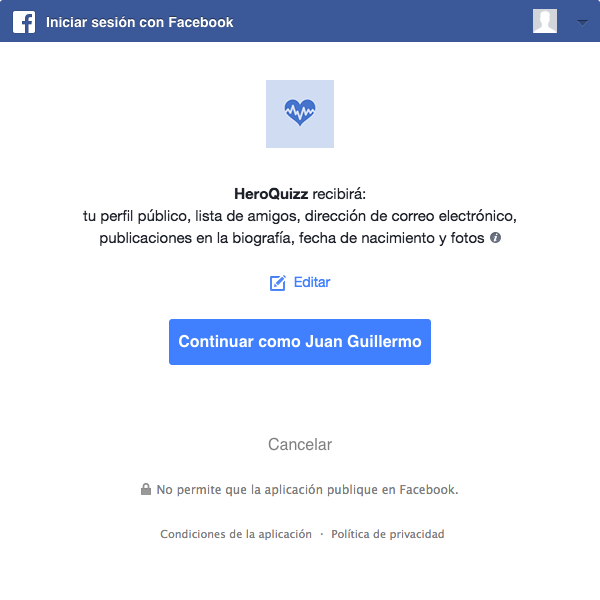 Iniciar sesión con Facebook
HeroQuizz recibirá:
tu perfil público, lista de amigos, dirección de correo electrónico,
publicaciones en la biografía, fecha de nacimiento y fotos
Editar
Continuar como Juan Guillermo
Cancelar
No permite que la aplicación publique en Facebook.
Condiciones de la aplicación · Política de privacidad